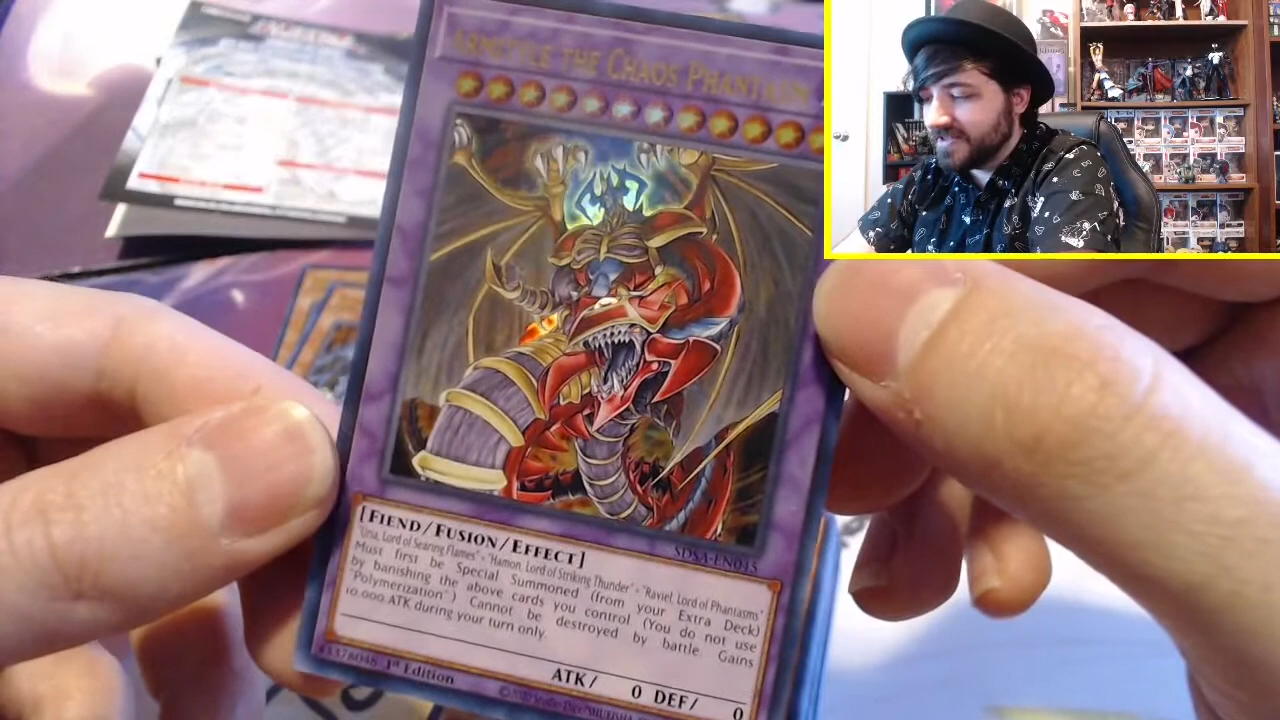 ARMITYLE THE CHAOS PHANTASM
SDSA-EN045
[FIEND/FUSION/EFFECT]
"Uria, Lord of Searing Flames" + "Hamon, Lord of Striking Thunder" + "Raviel, Lord of Phantasms"
Must first be Special Summoned (from your Extra Deck)
by banishing the above cards you control (You do not use
"Polymerization".) Cannot be destroyed by battle. Gains
10,000 ATK during your turn only.
ATK/ 0 DEF/ 0
43378048 1st Edition